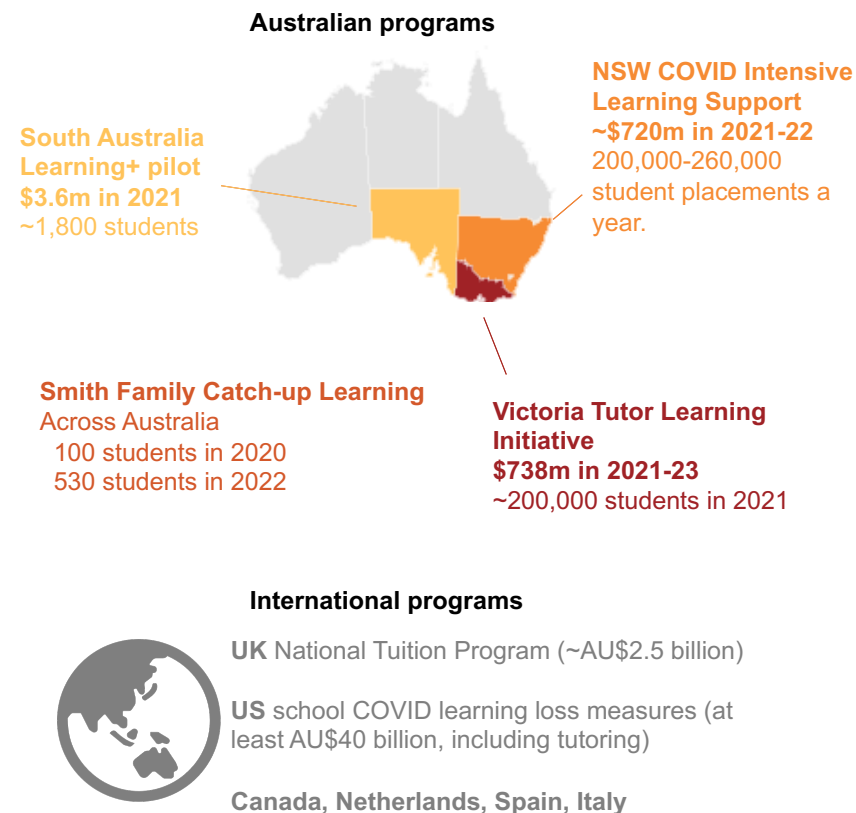 Australian programs
NSW COVID Intensive
Learning Support
~$720m in 2021-22
200,000-260,000
student placements a
year.
South Australia
Learning+ pilot
$3.6m in 2021
~1,800 students
Smith Family Catch-up Learning
Across Australia
100 students in 2020
530 students in 2022
Victoria Tutor Learning
Initiative
$738m in 2021-23
~200,000 students in 2021
International programs
UK National Tuition Program (~AU$2.5 billion)
US school COVID learning loss measures (at
least AU$40 billion, including tutoring)
Canada, Netherlands, Spain, Italy